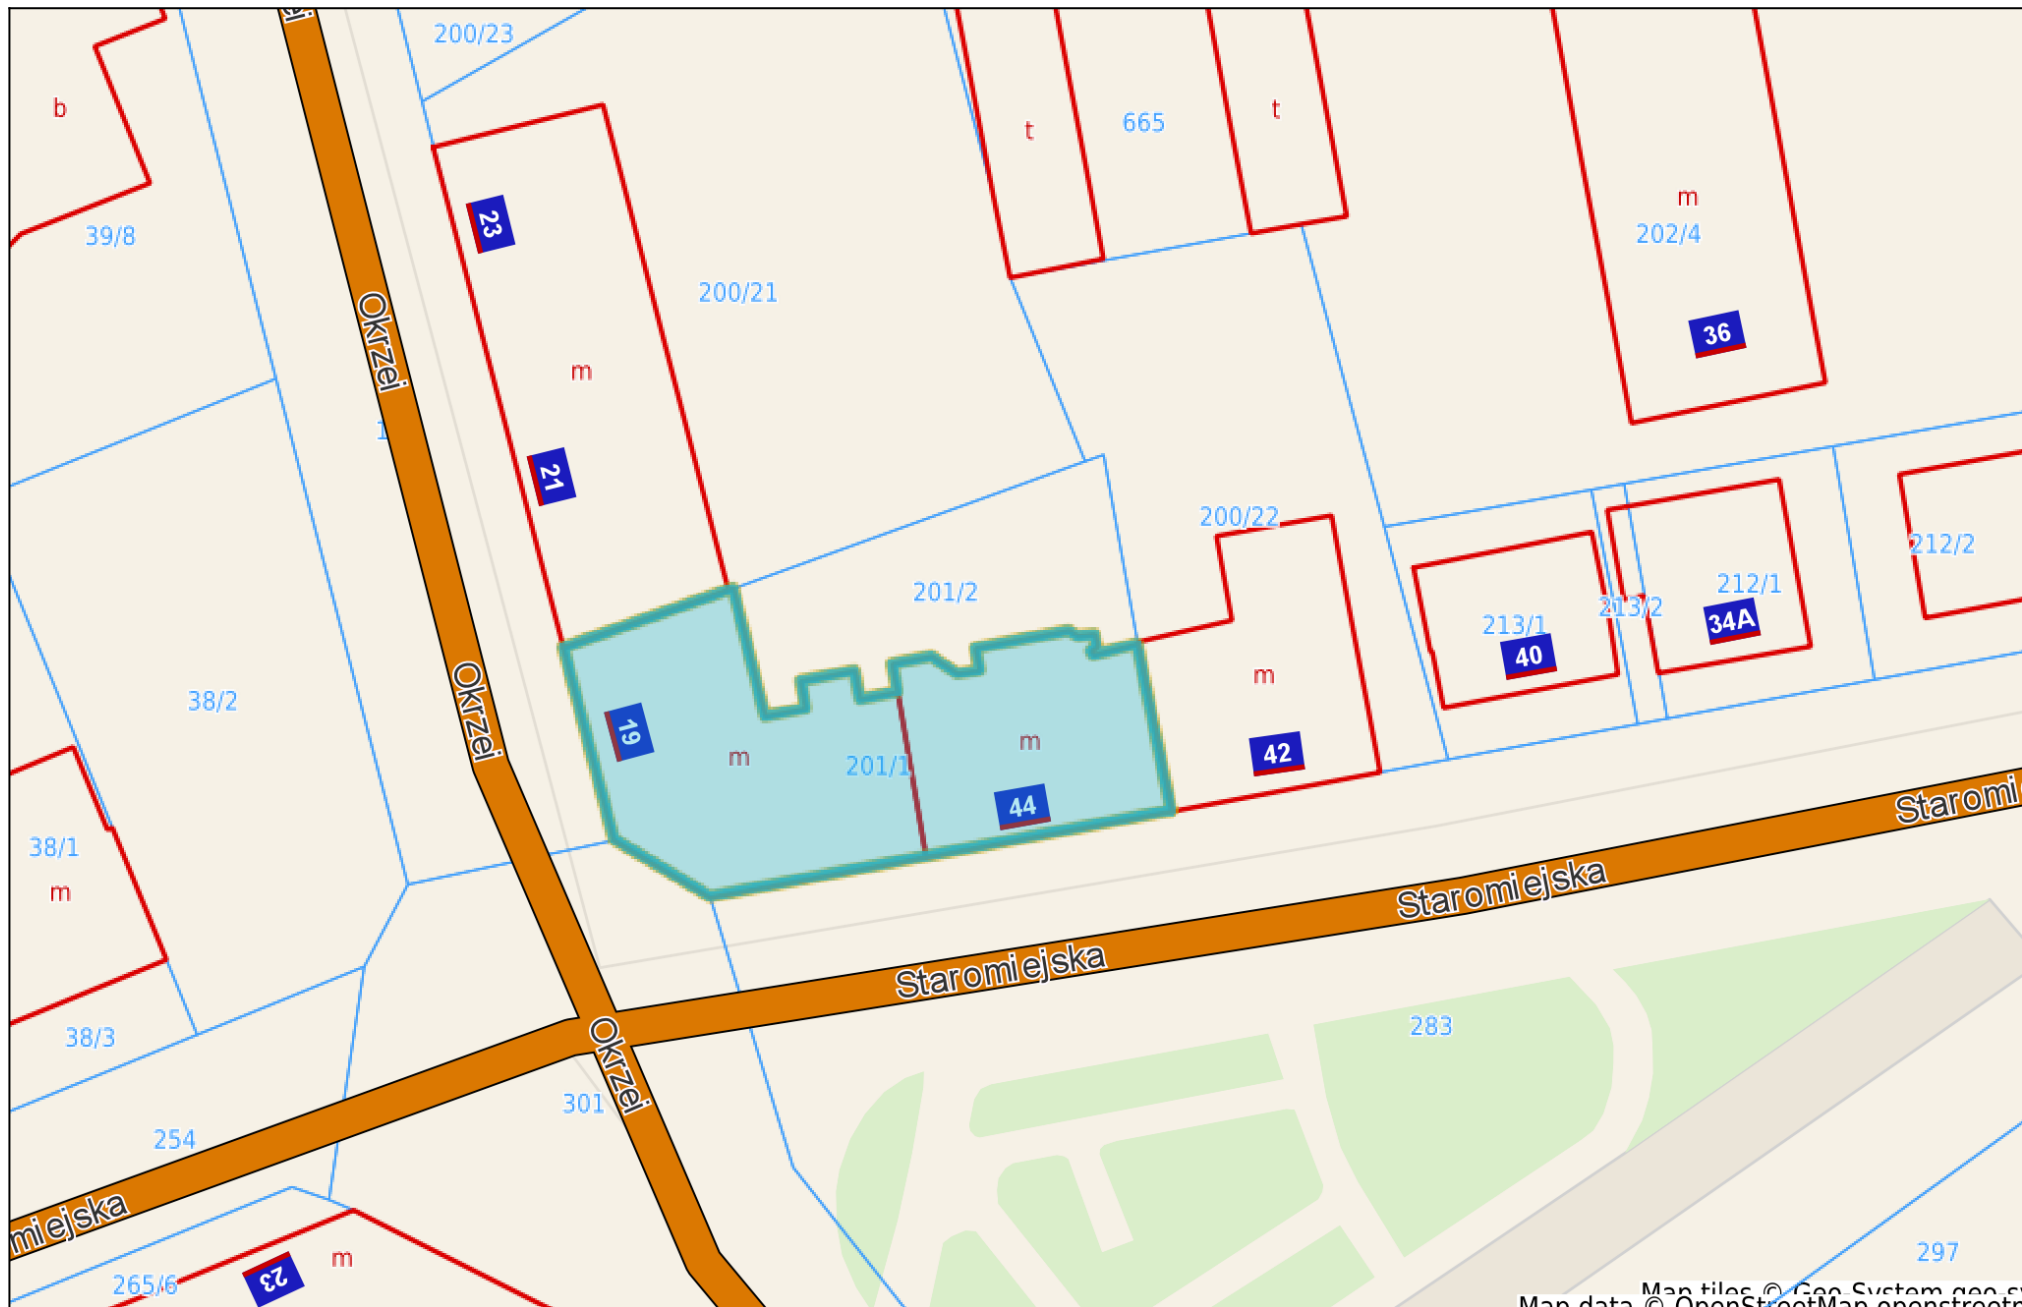 200/23
b
t
665
t
m
202/4
23
39/8
200/21
36
Okrzei
m
21
200/22
212/2
201/2
212/1
213/2
213/1
34A
40
38/2
Okrzei
19
m
201/1
m
44
m
42
Staromi
38/1
m
Staromiejska
Staromiejska
283
38/3
Okrzei
301
254
miejska
m
265/6
23
297
Map tiles © Geo-System geo-sy
Map data © OpenStreetMap openstreetm